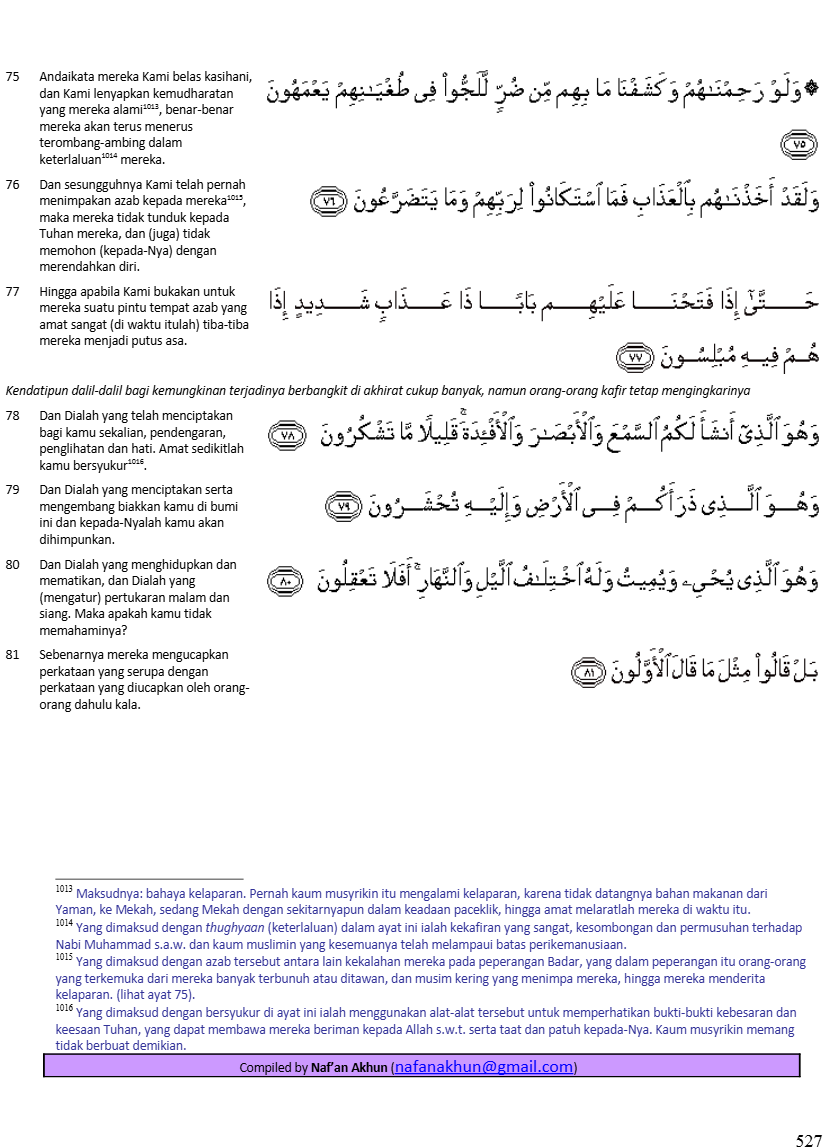 75 Andaikata mereka Kami belas kasihani,
dan Kami lenyapkan kemudharatan
yang mereka alami1013, benar-benar
mereka akan terus menerus
terombang-ambing dalam
keterlaluan1014 mereka.
۞ وَلَوْ رَحِمْنَٰهُمْ وَكَشَفْنَا مَا بِهِم مِّن ضُرٍّ لَّلَجُّوا۟ فِى طُغْيَٰنِهِمْ يَعْمَهُونَ
٧٥
76 Dan sesungguhnya Kami telah pernah
menimpakan azab kepada mereka1015,
maka mereka tidak tunduk kepada
Tuhan mereka, dan (juga) tidak
memohon (kepada-Nya) dengan
merendahkan diri.
وَلَقَدْ أَخَذْنَٰهُم بِٱلْعَذَابِ فَمَا ٱسْتَكَانُوا۟ لِرَبِّهِمْ وَمَا يَتَضَرَّعُونَ ٧٦
77 Hingga apabila Kami bukakan untuk
mereka suatu pintu tempat azab yang
amat sangat (di waktu itulah) tiba-tiba
mereka menjadi putus asa.
حَتَّىٰٓ إِذَا فَتَحْنَا عَلَيْهِم بَابًا ذَا عَذَابٍ شَدِيدٍ إِذَا
هُمْ فِيهِ مُبْلِسُونَ ٧٧
Kendatipun dalil-dalil bagi kemungkinan terjadinya berbangkit di akhirat cukup banyak, namun orang-orang kafir tetap mengingkarinya
78 Dan Dialah yang telah menciptakan
bagi kamu sekalian, pendengaran,
penglihatan dan hati. Amat sedikitlah
kamu bersyukur1016.
وَهُوَ ٱلَّذِىٓ أَنشَأَ لَكُمُ ٱلسَّمْعَ وَٱلْأَبْصَٰرَ وَٱلْأَفْـِٔدَةَ ۚ قَلِيلًا مَّا تَشْكُرُونَ ٧٨
79 Dan Dialah yang menciptakan serta
mengembang biakkan kamu di bumi
ini dan kepada-Nyalah kamu akan
dihimpunkan.
وَهُوَ ٱلَّذِى ذَرَأَكُمْ فِى ٱلْأَرْضِ وَإِلَيْهِ تُحْشَرُونَ ٧٩
80 Dan Dialah yang menghidupkan dan
mematikan, dan Dialah yang
(mengatur) pertukaran malam dan
siang. Maka apakah kamu tidak
memahaminya?
وَهُوَ ٱلَّذِى يُحْىِۦ وَيُمِيتُ وَلَهُ ٱخْتِلَٰفُ ٱلَّيْلِ وَٱلنَّهَارِ ۚ أَفَلَا تَعْقِلُونَ ٨٠
81 Sebenarnya mereka mengucapkan
perkataan yang serupa dengan
perkataan yang diucapkan oleh orang-
orang dahulu kala.
بَلْ قَالُوا۟ مِثْلَ مَا قَالَ ٱلْأَوَّلُونَ ٨١
1013 Maksudnya: bahaya kelaparan. Pernah kaum musyrikin itu mengalami kelaparan, karena tidak datangnya bahan makanan dari
Yaman, ke Mekah, sedang Mekah dengan sekitarnyapun dalam keadaan paceklik, hingga amat melaratlah mereka di waktu itu.
1014 Yang dimaksud dengan thughyaan (keterlaluan) dalam ayat ini ialah kekafiran yang sangat, kesombongan dan permusuhan terhadap
Nabi Muhammad s.a.w. dan kaum muslimin yang kesemuanya telah melampaui batas perikemanusiaan.
1015 Yang dimaksud dengan azab tersebut antara lain kekalahan mereka pada peperangan Badar, yang dalam peperangan itu orang-orang
yang terkemuka dari mereka banyak terbunuh atau ditawan, dan musim kering yang menimpa mereka, hingga mereka menderita
kelaparan. (lihat ayat 75).
1016 Yang dimaksud dengan bersyukur di ayat ini ialah menggunakan alat-alat tersebut untuk memperhatikan bukti-bukti kebesaran dan
keesaan Tuhan, yang dapat membawa mereka beriman kepada Allah s.w.t. serta taat dan patuh kepada-Nya. Kaum musyrikin memang
tidak berbuat demikian.
Compiled by Naf’an Akhun (nafanakhun@gmail.com)
527